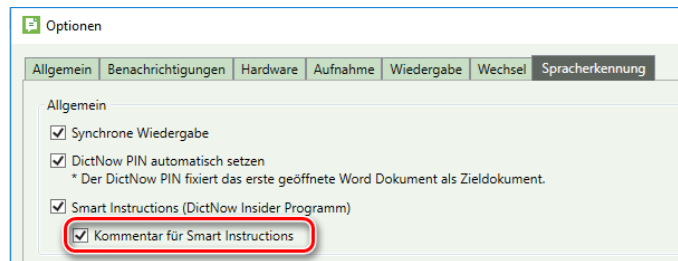 Optionen
Allgemein Benachrichtigungen Hardware Aufnahme Wiedergabe Wechsel Spracherkennung
Allgemein
Synchrone Wiedergabe
DictNow PIN automatisch setzen
* Der DictNow PIN fixiert das erste geöffnete Word Dokument als Zieldokument.
Smart Instructions (DictNow Insider Programm)
Kommentar für Smart Instructions